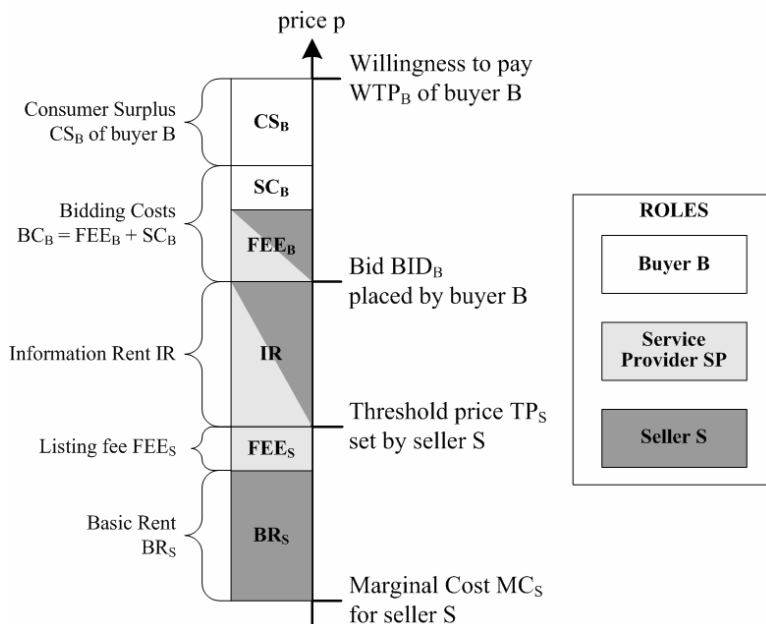 price p
Willingness to pay
WTP_B of buyer B
Consumer Surplus
CS_B of buyer B
CS_B
SC_B
Bidding Costs
BC_B = FEE_B + SC_B
FEE_B
Bid BID_B
placed by buyer B
Information Rent IR
IR
Threshold price TP_S
set by seller S
Listing fee FEE_S
FEE_S
Basic Rent
BR_S
BR_S
Marginal Cost MC_S
for seller S
ROLES
Buyer B
Service
Provider SP
Seller S